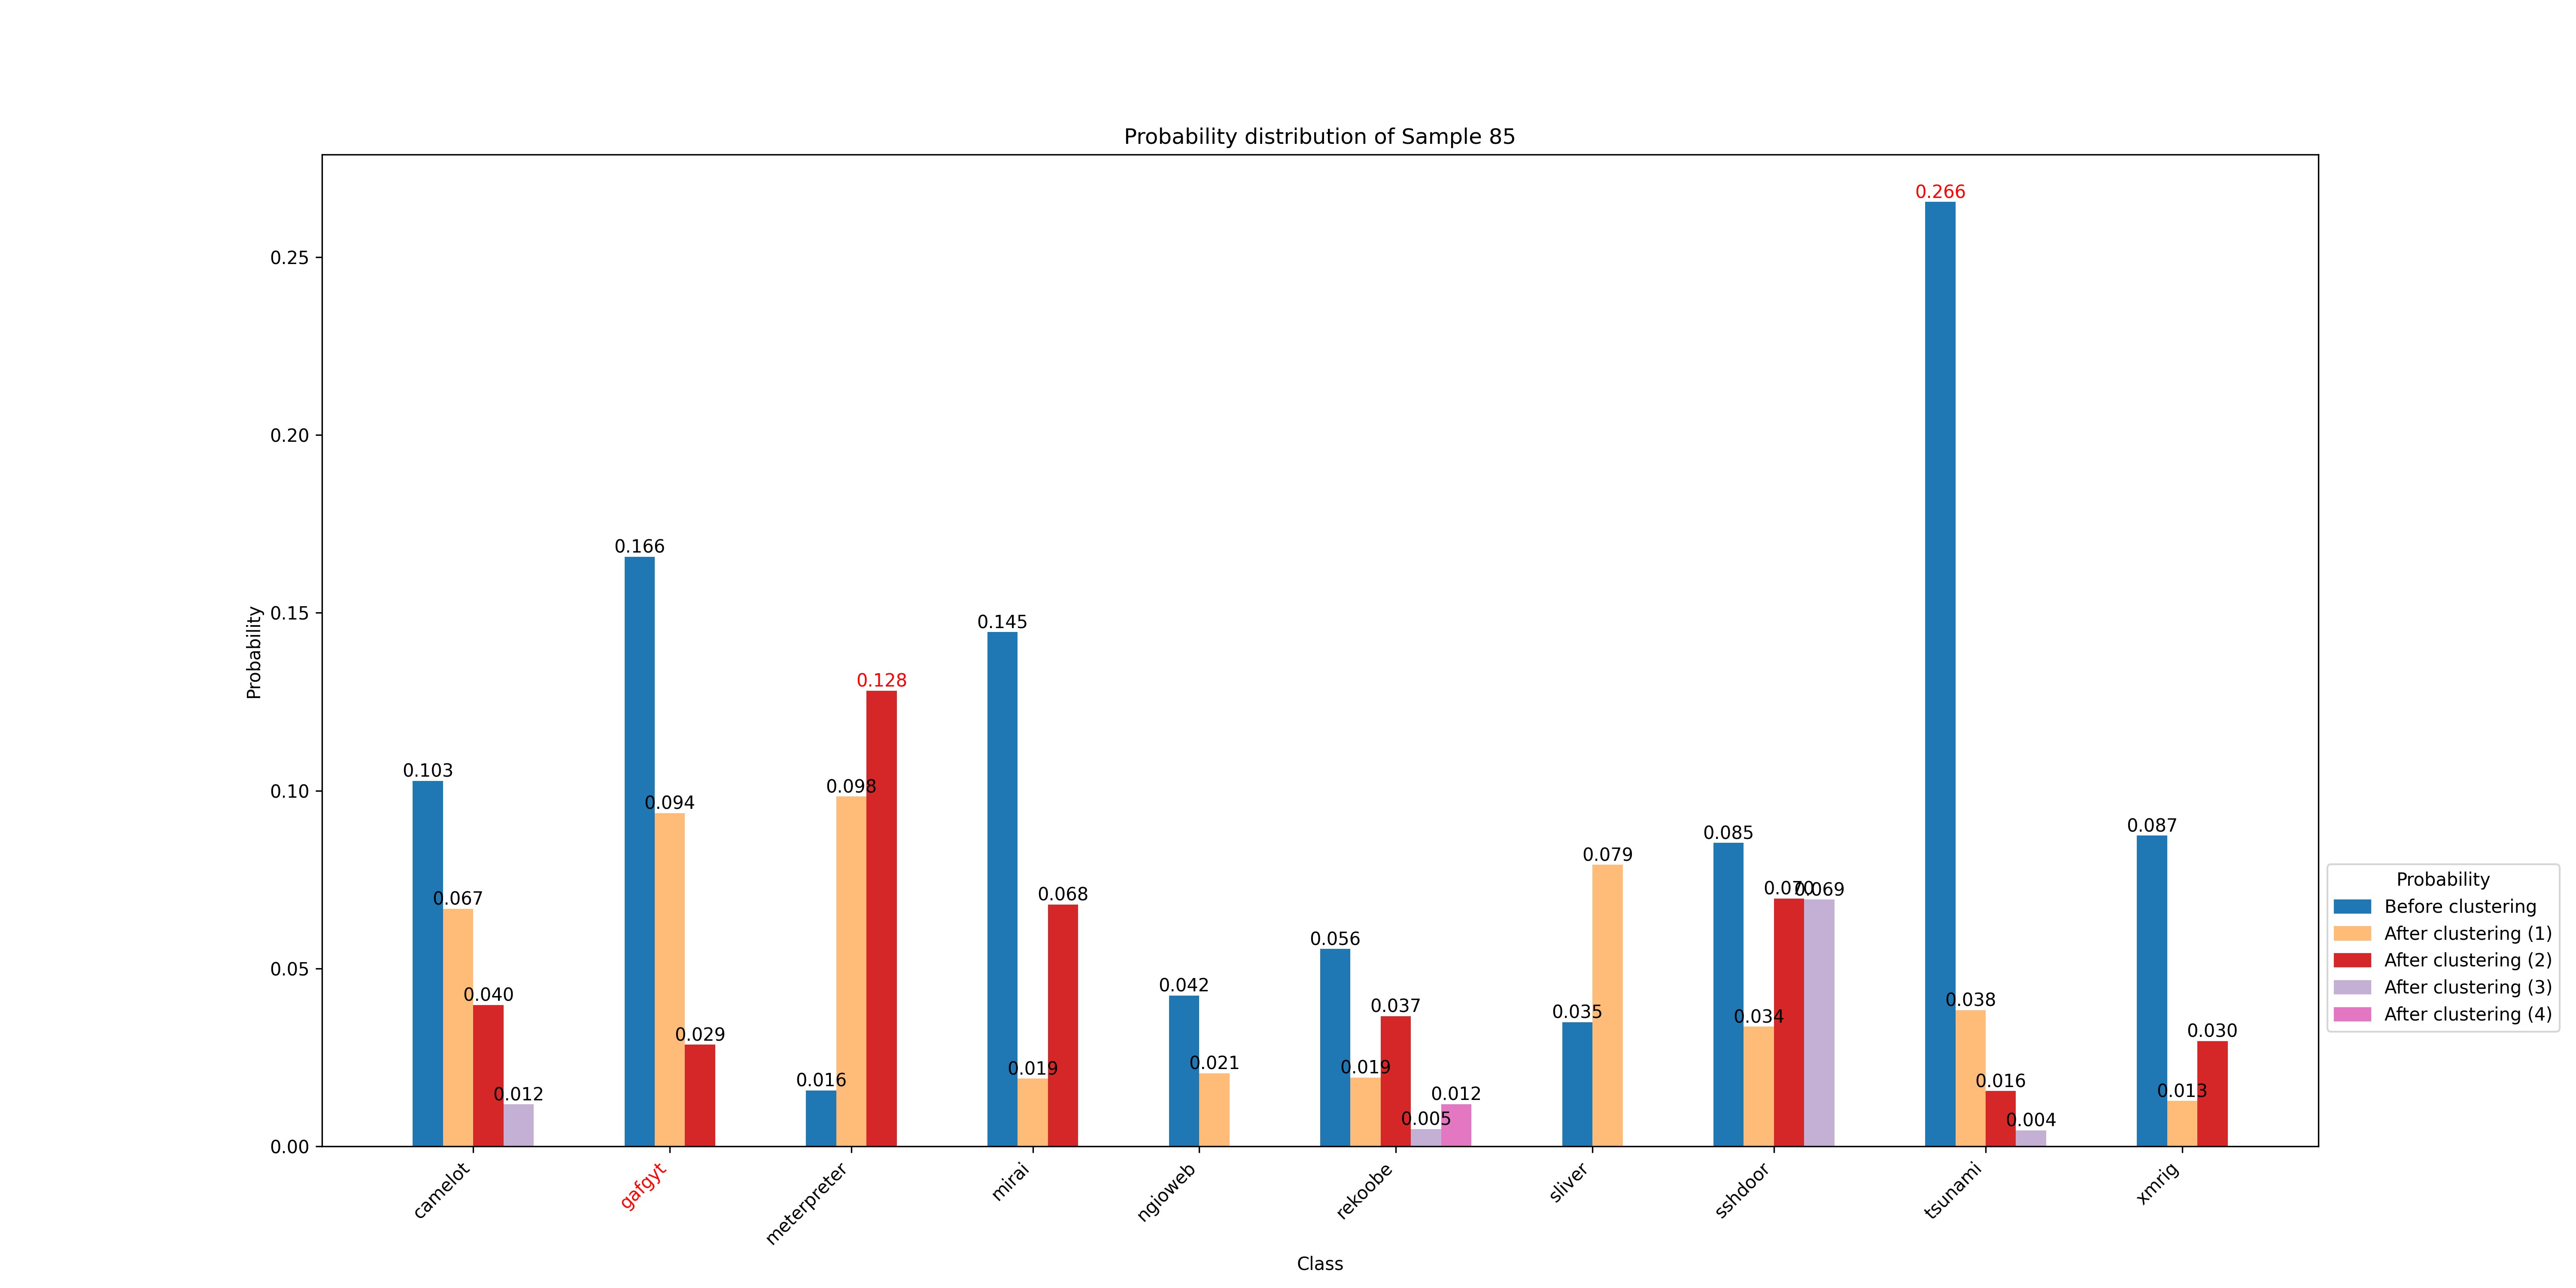 Probability distribution of Sample 85
Probability
0.25
0.20
0.15
0.10
0.05
0.00
0.103
0.067
0.040
0.012
0.166
0.094
0.029
0.016
0.098
0.128
0.145
0.019
0.068
0.042
0.021
0.056
0.019
0.037
0.005
0.012
0.035
0.079
0.085
0.034
0.070
0.069
0.266
0.038
0.016
0.004
0.087
0.013
0.030
camelot
gafgyt
meterpreter
mirai
ngioweb
rekoobe
sliver
sshdoor
tsunami
xmrig
Class
Probability
Before clustering
After clustering (1)
After clustering (2)
After clustering (3)
After clustering (4)